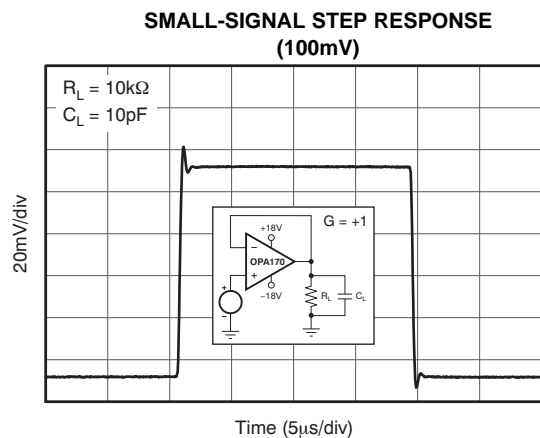 SMALL-SIGNAL STEP RESPONSE
(100mV)
R_L = 10kΩ
C_L = 10pF
20mV/div
G = +1
+18V
−
OPA170
+
−18V
+
−
R_L
C_L
Time (5μs/div)